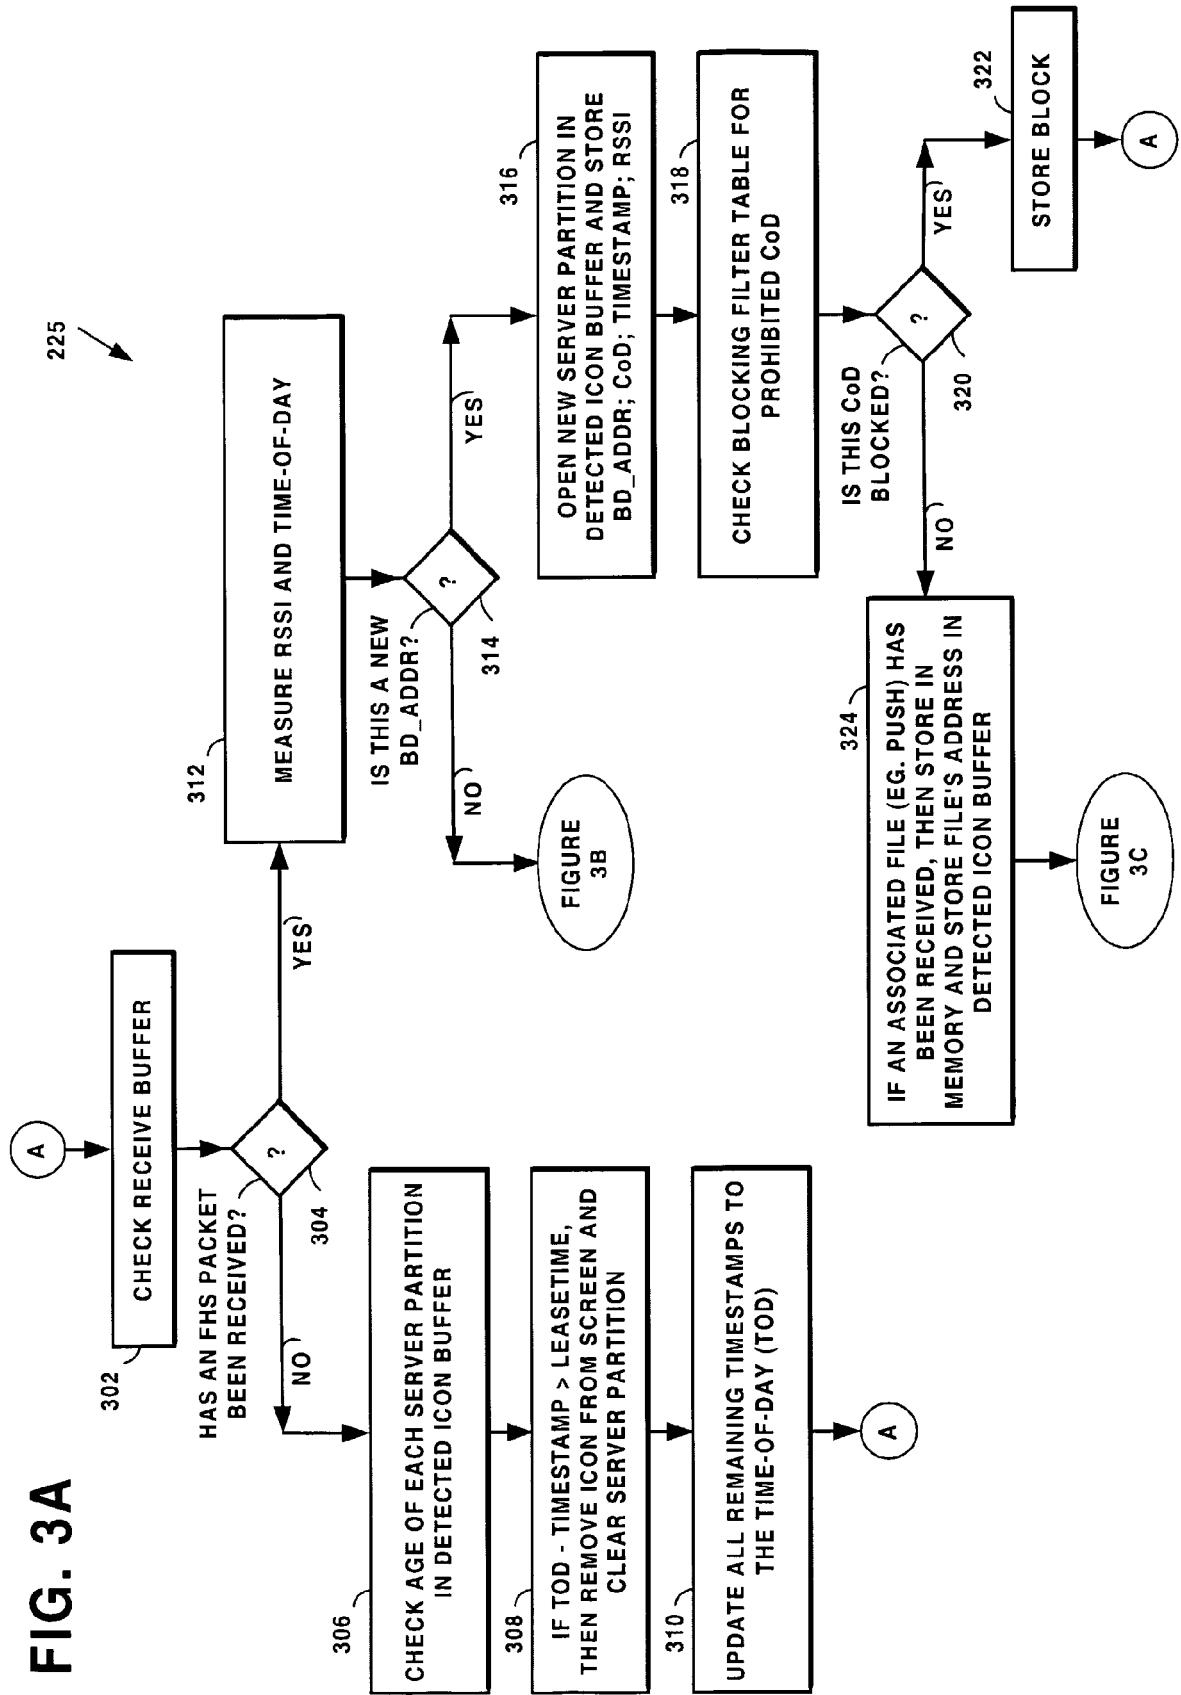 FIG. 3A
225
A
CHECK RECEIVE BUFFER
302
HAS AN FHS PACKET
BEEN RECEIVED?
?
304
NO
YES
306
CHECK AGE OF EACH SERVER PARTITION
IN DETECTED ICON BUFFER
308
IF TOD - TIMESTAMP > LEASETIME,
THEN REMOVE ICON FROM SCREEN AND
CLEAR SERVER PARTITION
310
UPDATE ALL REMAINING TIMESTAMPS TO
THE TIME-OF-DAY (TOD)
A
312
MEASURE RSSI AND TIME-OF-DAY
IS THIS A NEW
BD_ADDR?
?
314
NO
YES
FIGURE
3B
316
OPEN NEW SERVER PARTITION IN
DETECTED ICON BUFFER AND STORE
BD_ADDR; CoD; TIMESTAMP; RSSI
318
CHECK BLOCKING FILTER TABLE FOR
PROHIBITED CoD
IS THIS CoD
BLOCKED?
?
320
NO
YES
322
STORE BLOCK
A
324
IF AN ASSOCIATED FILE (EG. PUSH) HAS
BEEN RECEIVED, THEN STORE IN
MEMORY AND STORE FILE'S ADDRESS IN
DETECTED ICON BUFFER
FIGURE
3C